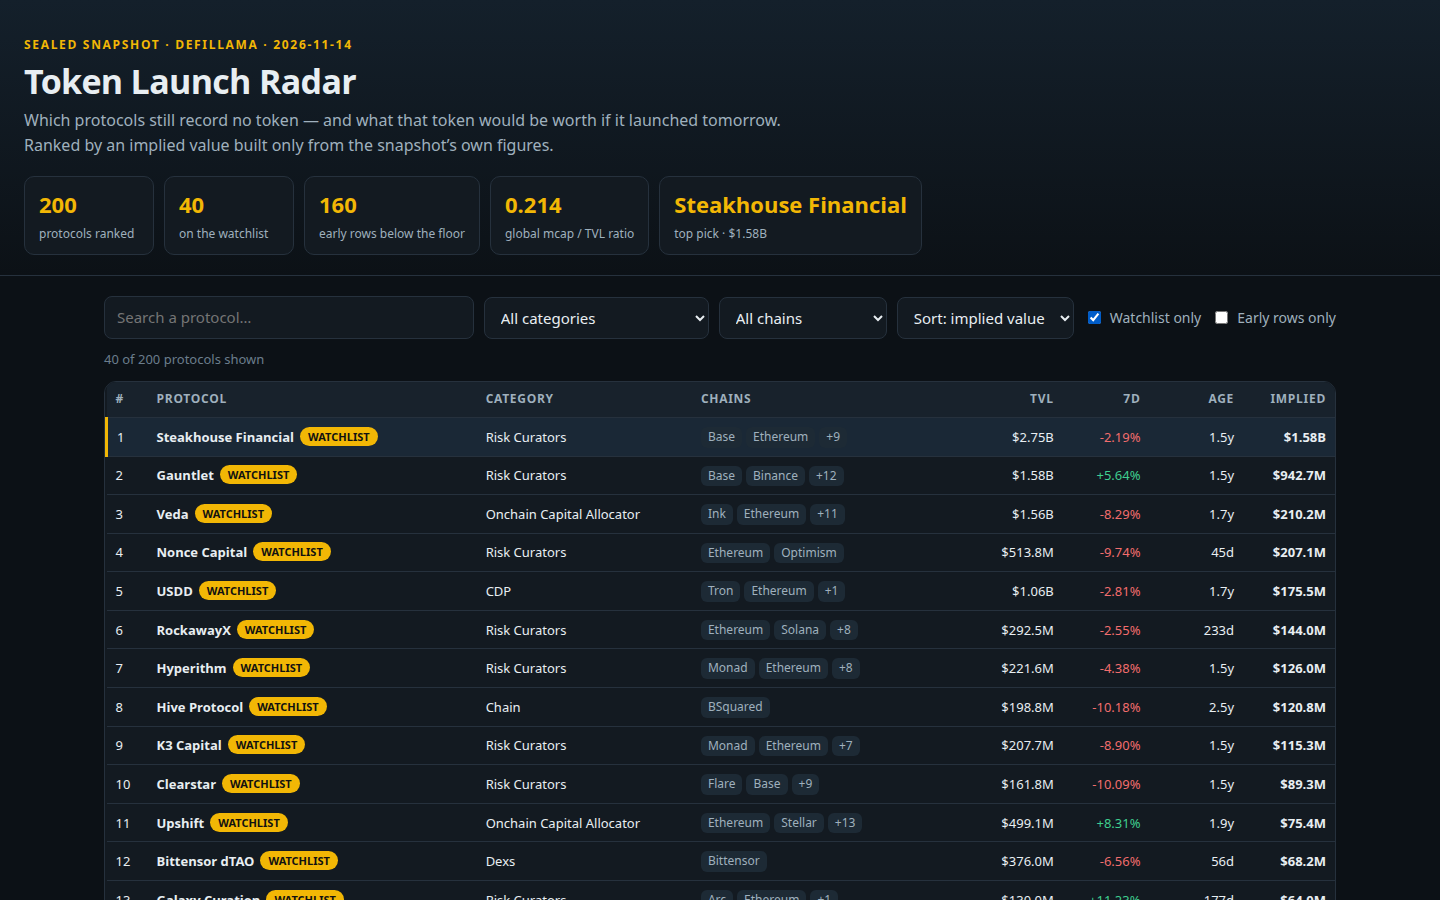 SEALED SNAPSHOT · DEFILLAMA · 2026-11-14
Token Launch Radar
Which protocols still record no token — and what that token would be worth if it launched tomorrow.
Ranked by an implied value built only from the snapshot's own figures.
200 40 160 0.214 Steakhouse Financial
protocols ranked on the watchlist early rows below the floor global mcap / TVL ratio top pick · $1.58B
Search a protocol... All categories All chains Sort: implied value Watchlist only Early rows only
40 of 200 protocols shown
# PROTOCOL CATEGORY CHAINS TVL 7D AGE IMPLIED
1 Steakhouse Financial WATCHLIST Risk Curators Base Ethereum +9 $2.75B -2.19% 1.5y $1.58B
2 Gauntlet WATCHLIST Risk Curators Base Binance +12 $1.58B +5.64% 1.5y $942.7M
3 Veda WATCHLIST Onchain Capital Allocator Ink Ethereum +11 $1.56B -8.29% 1.7y $210.2M
4 Nonce Capital WATCHLIST Risk Curators Ethereum Optimism $513.8M -9.74% 45d $207.1M
5 USDD WATCHLIST CDP Tron Ethereum +1 $1.06B -2.81% 1.7y $175.5M
6 RockawayX WATCHLIST Risk Curators Ethereum Solana +8 $292.5M -2.55% 233d $144.0M
7 Hyperithm WATCHLIST Risk Curators Monad Ethereum +8 $221.6M -4.38% 1.5y $126.0M
8 Hive Protocol WATCHLIST Chain BSquared $198.8M -10.18% 2.5y $120.8M
9 K3 Capital WATCHLIST Risk Curators Monad Ethereum +7 $207.7M -8.90% 1.5y $115.3M
10 Clearstar WATCHLIST Risk Curators Flare Base +9 $161.8M -10.09% 1.5y $89.3M
11 Upshift WATCHLIST Onchain Capital Allocator Ethereum Stellar +13 $499.1M +8.31% 1.9y $75.4M
12 Bittensor dTAO WATCHLIST Dexs Bittensor $376.0M -6.56% 56d $68.2M
13 Galaxy Curation WATCHLIST Risk Curators Arc Ethereum +1 177d